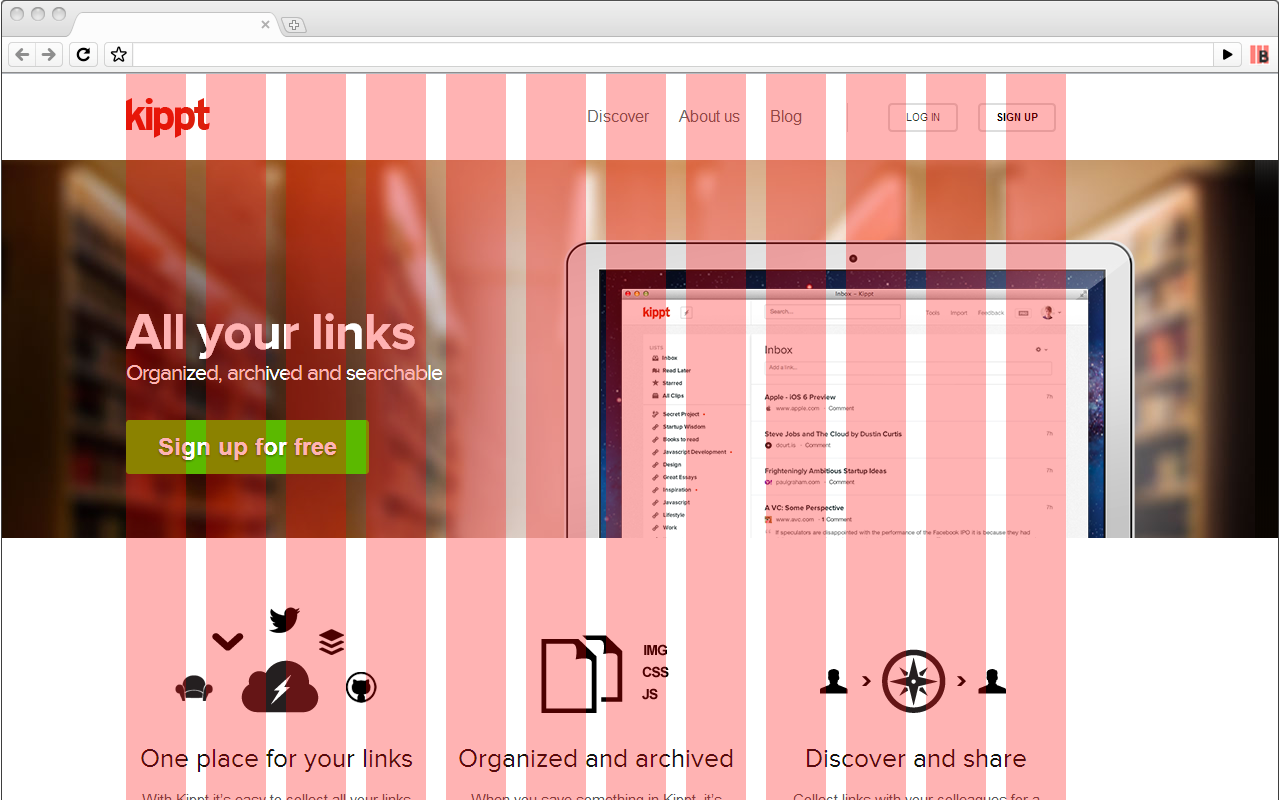 B
kippt
Discover About us Blog LOG IN SIGN UP
All your links
Organized, archived and searchable
Sign up for free
Inbox - Kippt
kippt Search... Tools Import Feedback
LISTS
Inbox
Read Later
Starred
All Clips
Secret Project
Startup Wisdom
Books to read
Javascript Development
Design
Great Essays
Inspiration
Javascript
Lifestyle
Work
Inbox
Add a link...
Apple - iOS 6 Preview 7h
www.apple.com · Comment
Steve Jobs and The Cloud by Dustin Curtis 7h
dcurt.is · Comment
Frighteningly Ambitious Startup Ideas 7h
paulgraham.com · Comment
A VC: Some Perspective 7h
www.avc.com · 1 Comment
If speculators are disappointed with the performance of the Facebook IPO it is because they had
IMG
CSS
JS
One place for your links
Organized and archived
Discover and share
With Kippt it's easy to collect all your links
When you save something in Kippt, it's
Collect links with your colleagues for a